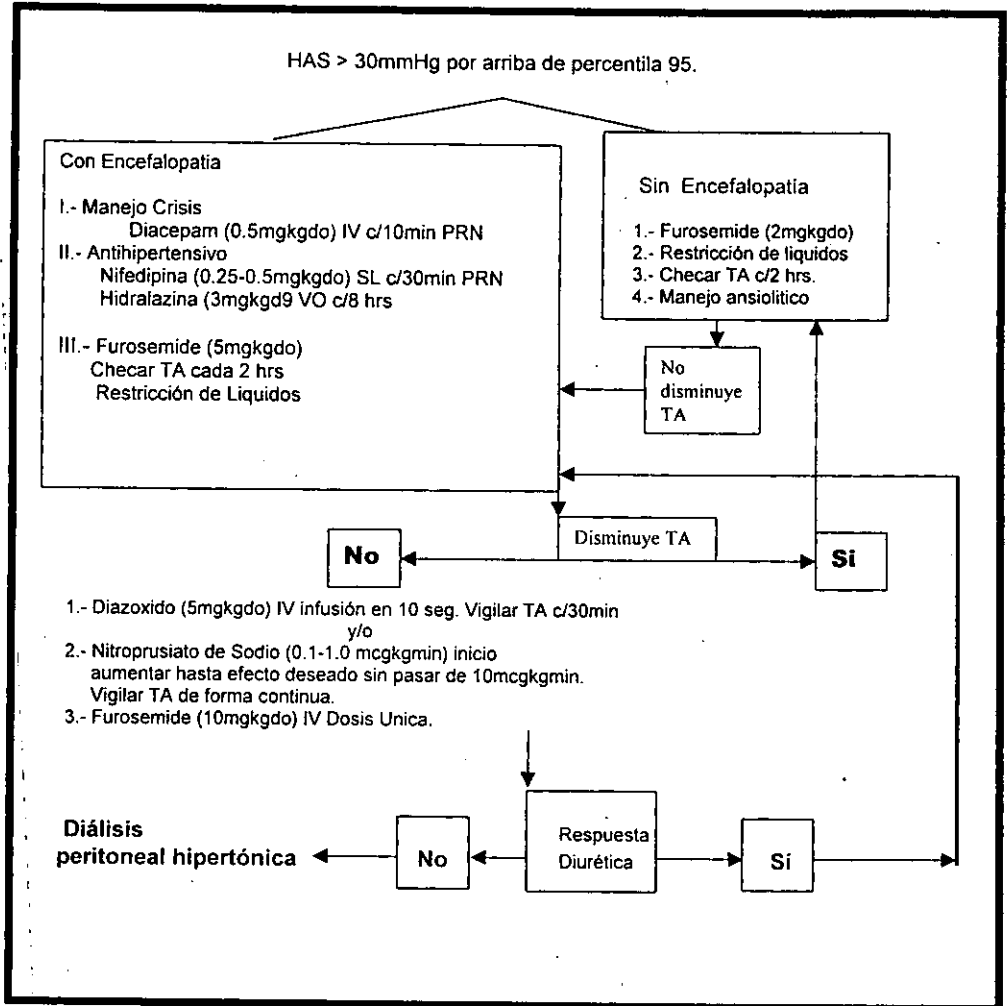 HAS > 30mmHg por arriba de percentila 95.
Con Encefalopatia
I.- Manejo Crisis
Diacepam (0.5mgkgdo) IV c/10min PRN
II.- Antihipertensivo
Nifedipina (0.25-0.5mgkgdo) SL c/30min PRN
Hidralazina (3mgkgd9 VO c/8 hrs
III.- Furosemide (5mgkgdo)
Checar TA cada 2 hrs
Restricción de Liquidos
Sin Encefalopatía
1.- Furosemide (2mgkgdo)
2.- Restricción de liquidos
3.- Checar TA c/2 hrs.
4.- Manejo ansiolitico
No
disminuye
TA
Disminuye TA
No
Si
1.- Diazoxido (5mgkgdo) IV infusión en 10 seg. Vigilar TA c/30min
y/o
2.- Nitroprusiato de Sodio (0.1-1.0 mcgkgmin) inicio
aumentar hasta efecto deseado sin pasar de 10mcgkgmin.
Vigilar TA de forma continua.
3.- Furosemide (10mgkgdo) IV Dosis Unica.
Diálisis
peritoneal hipertónica
No
Respuesta
Diurética
Sí